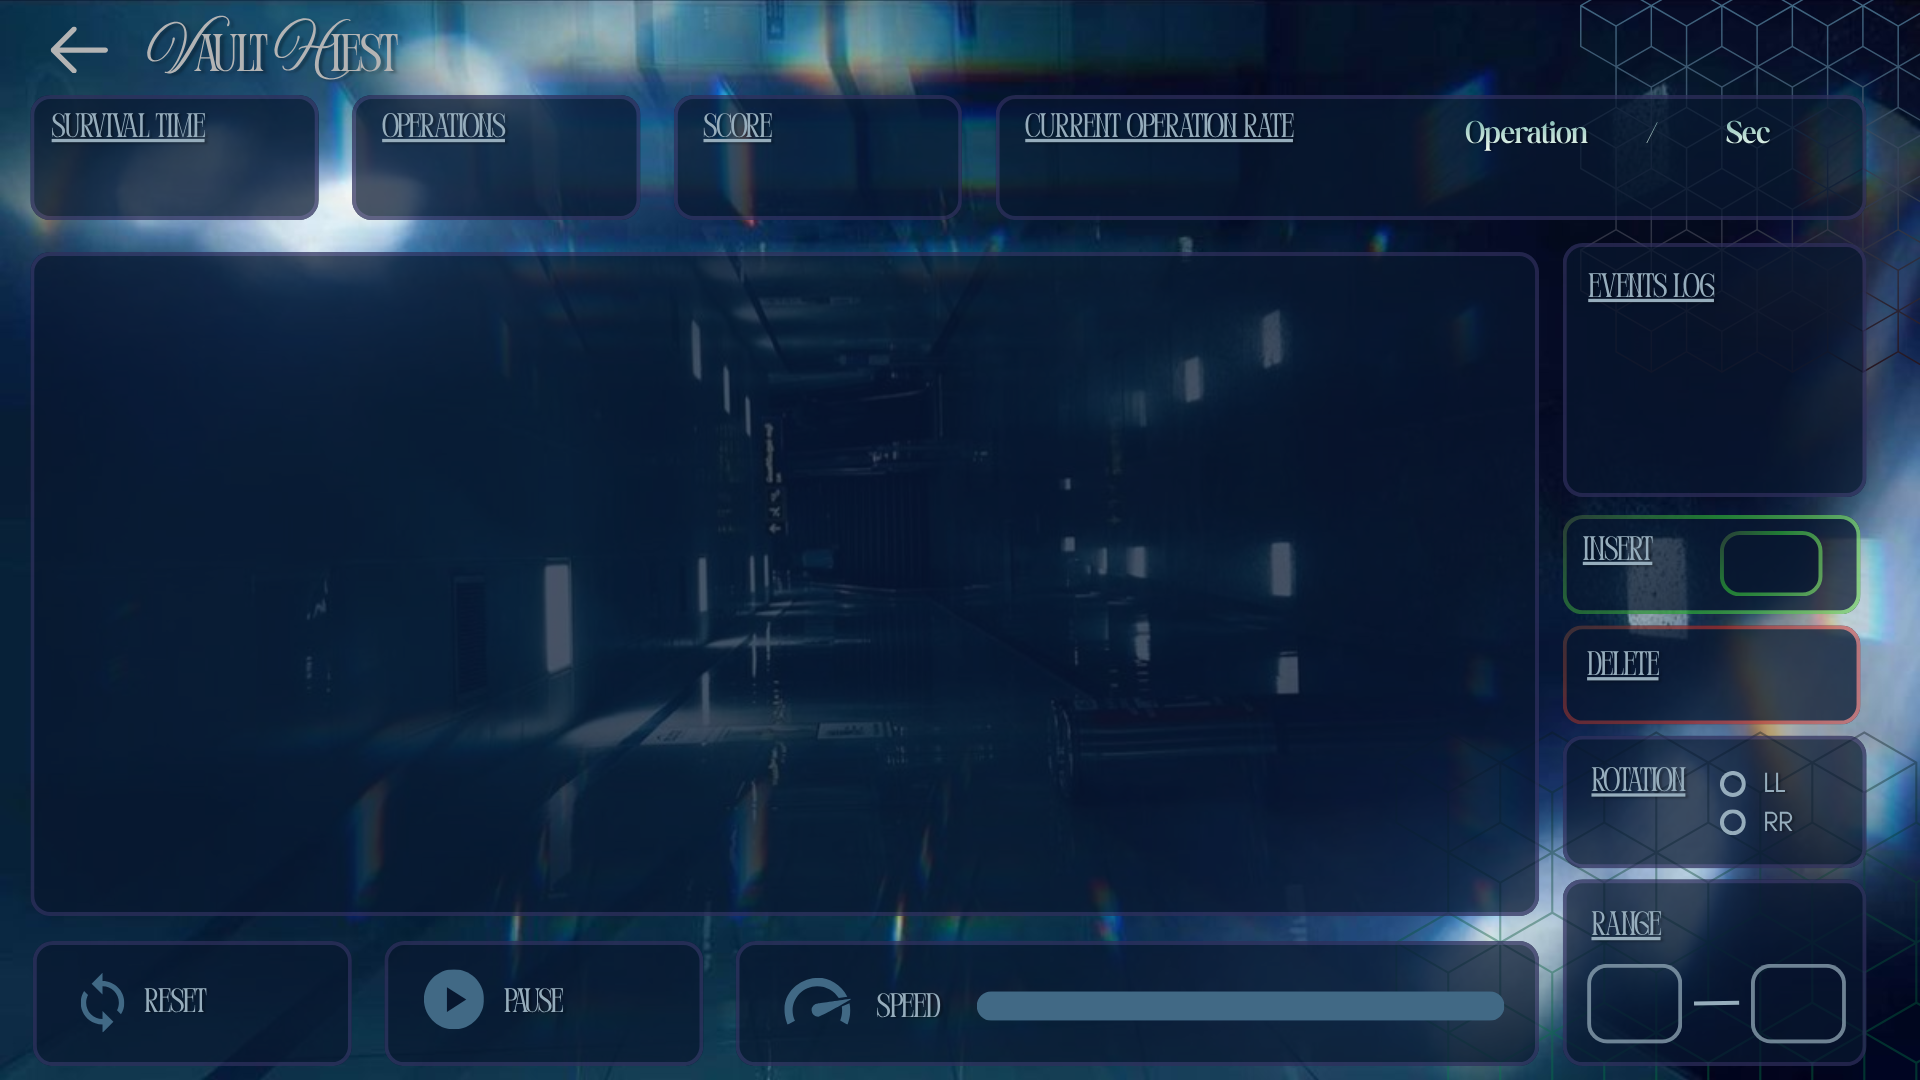 VAULT HIEST
SURVIVAL TIME
OPERATIONS
SCORE
CURRENT OPERATION RATE
Operation / Sec
EVENTS LOG
INSERT
DELETE
ROTATION
LL
RR
RANGE
RESET
PAUSE
SPEED